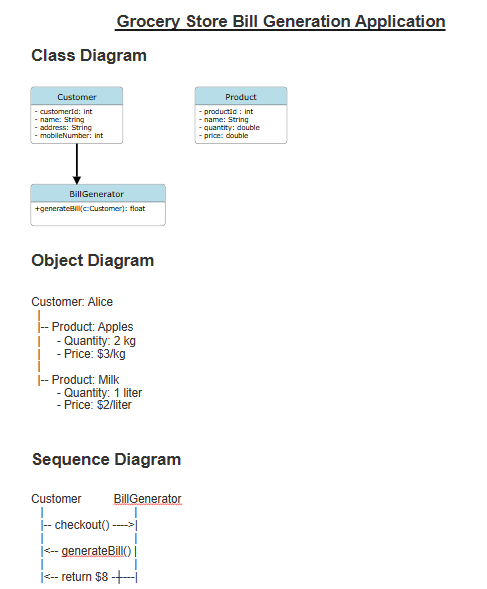 Grocery Store Bill Generation Application
Class Diagram
Customer
- customerId: int
- name: String
- address: String
- mobileNumber: int
Product
- productId : int
- name: String
- quantity: double
- price: double
BillGenerator
+generateBill(c:Customer): float
Object Diagram
Customer: Alice
|
|-- Product: Apples
| - Quantity: 2 kg
| - Price: $3/kg
|
|-- Product: Milk
- Quantity: 1 liter
- Price: $2/liter
Sequence Diagram
Customer BillGenerator
| |
|-- checkout() ---->|
| |
|<-- generateBill() |
| |
|<-- return $8 -+---|